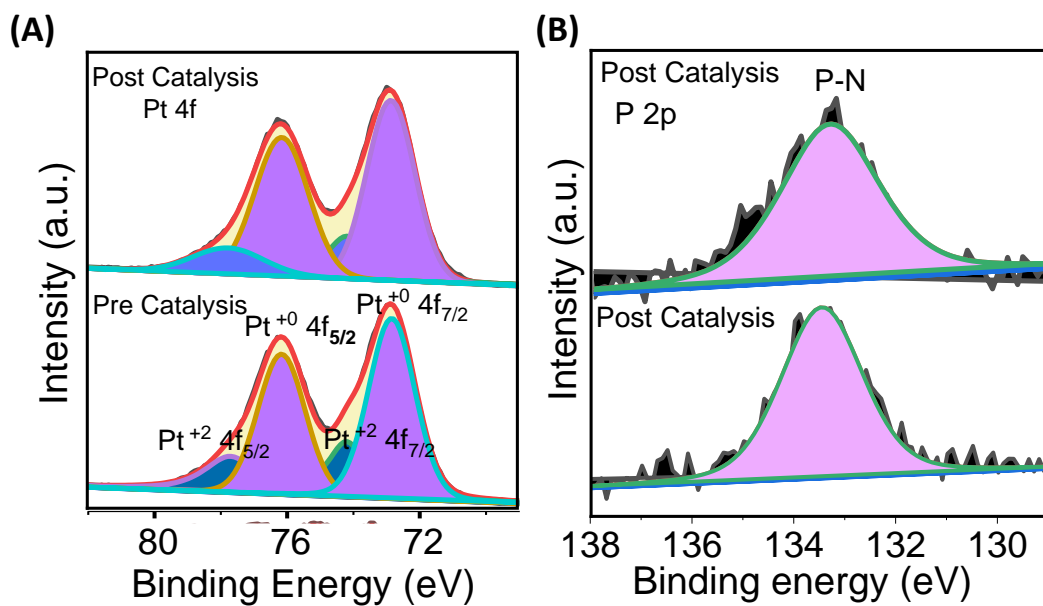 (A)
Post Catalysis
Pt 4f
Pre Catalysis
Pt +0 4f7/2
Pt +0 4f5/2
Pt +2 4f5/2
Pt +2 4f7/2
Intensity (a.u.)
80 76 72
Binding Energy (eV)
(B)
Post Catalysis
P-N
P 2p
Post Catalysis
Intensity (a.u.)
138 136 134 132 130
Binding energy (eV)